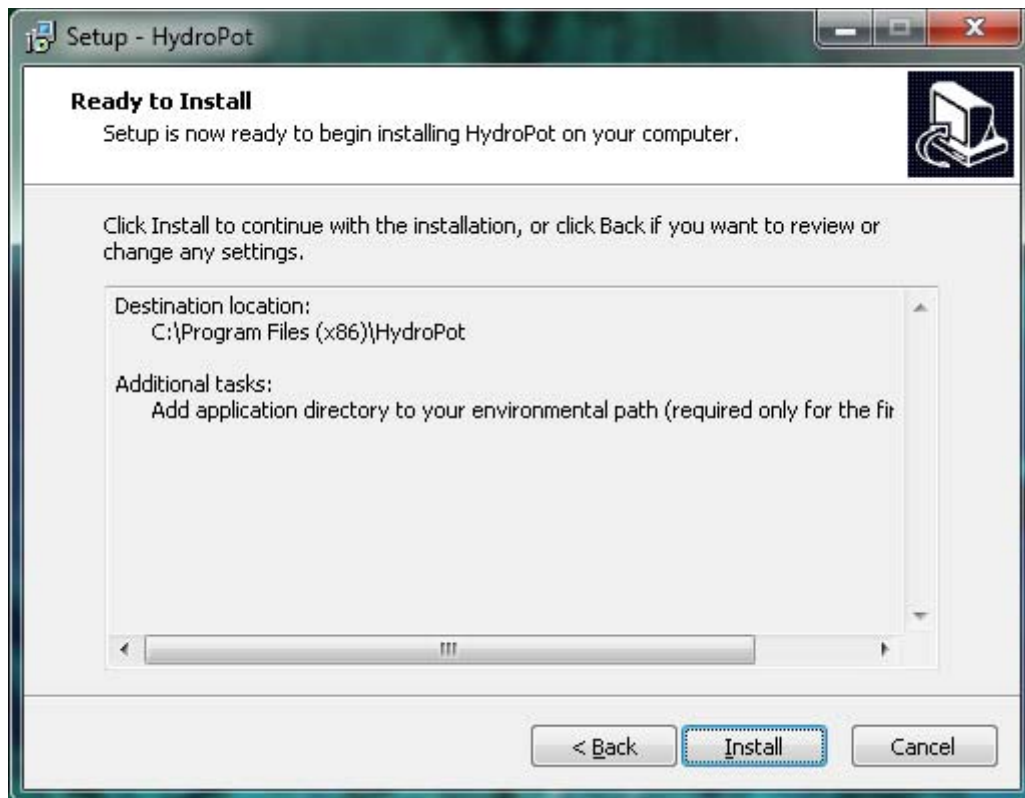 Setup - HydroPot
Ready to Install
Setup is now ready to begin installing HydroPot on your computer.
Click Install to continue with the installation, or click Back if you want to review or
change any settings.
Destination location:
C:\Program Files (x86)\HydroPot
Additional tasks:
Add application directory to your environmental path (required only for the fir
< Back
Install
Cancel